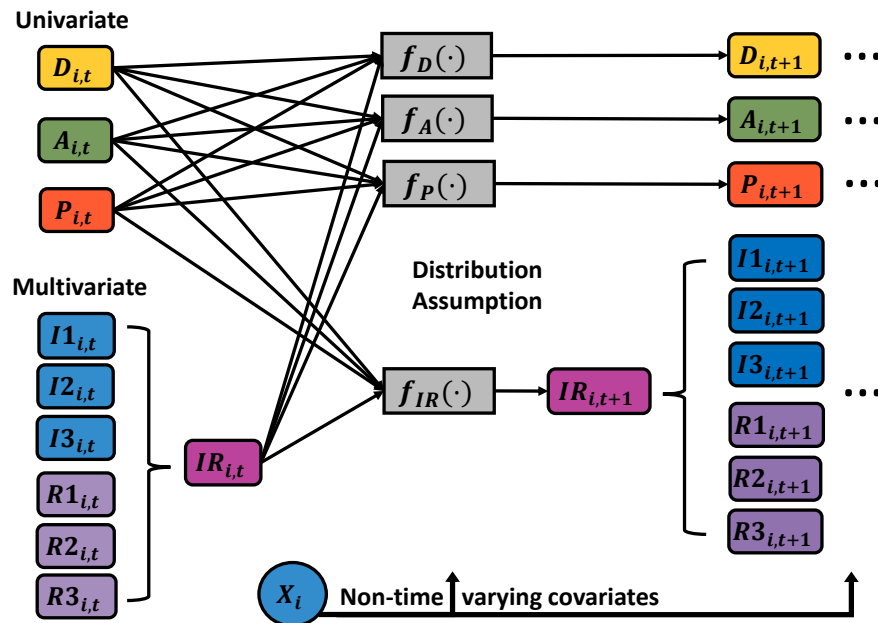 Univariate
D_{i,t} f_D(·) D_{i,t+1} ...
A_{i,t} f_A(·) A_{i,t+1} ...
P_{i,t} f_P(·) P_{i,t+1} ...
Multivariate
Distribution
Assumption
I1_{i,t}
I2_{i,t}
I3_{i,t}
R1_{i,t}
R2_{i,t}
R3_{i,t}
IR_{i,t}
f_{IR}(·) IR_{i,t+1}
I1_{i,t+1}
I2_{i,t+1}
I3_{i,t+1}
R1_{i,t+1}
R2_{i,t+1}
R3_{i,t+1}
...
X_i Non-time varying covariates